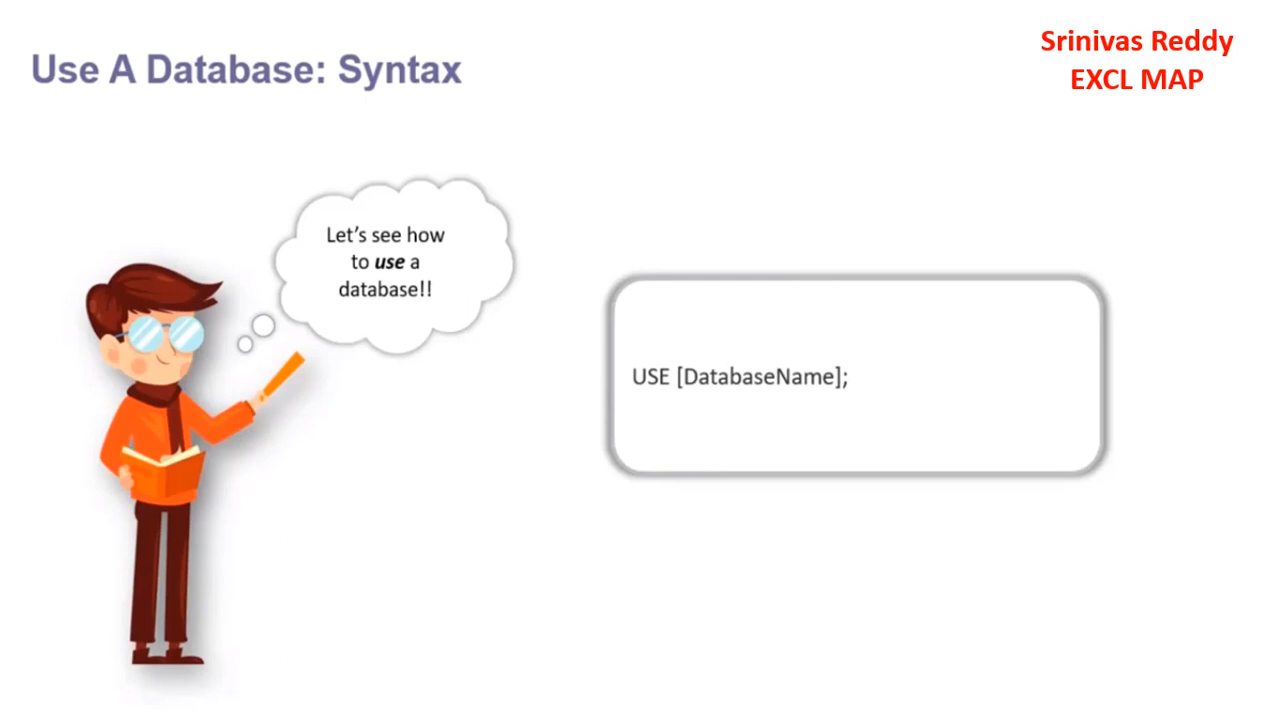 Use A Database: Syntax
Srinivas Reddy
EXCL MAP
Let's see how
to use a
database!!
USE [DatabaseName];